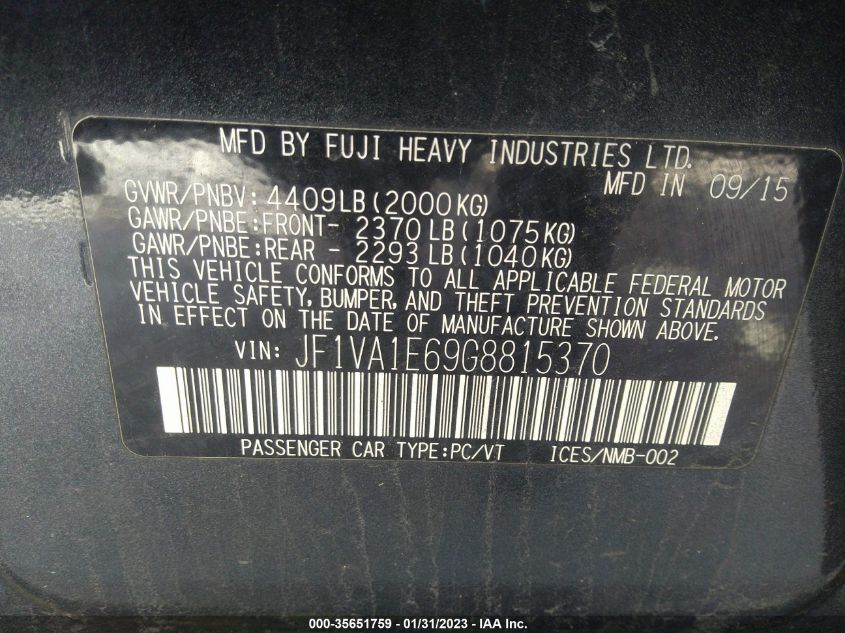 MFD BY FUJI HEAVY INDUSTRIES LTD.
MFD IN 09/15
GVWR/PNBV: 4409LB(2000KG)
GAWR/PNBE:FRONT- 2370LB(1075KG)
GAWR/PNBE:REAR - 2293LB(1040KG)
THIS VEHICLE CONFORMS TO ALL APPLICABLE FEDERAL MOTOR
VEHICLE SAFETY, BUMPER, AND THEFT PREVENTION STANDARDS
IN EFFECT ON THE DATE OF MANUFACTURE SHOWN ABOVE.
VIN: JF1VA1E69G8815370
PASSENGER CAR TYPE:PC/VT ICES/NMB-002
000-35651759 - 01/31/2023 - IAA Inc.